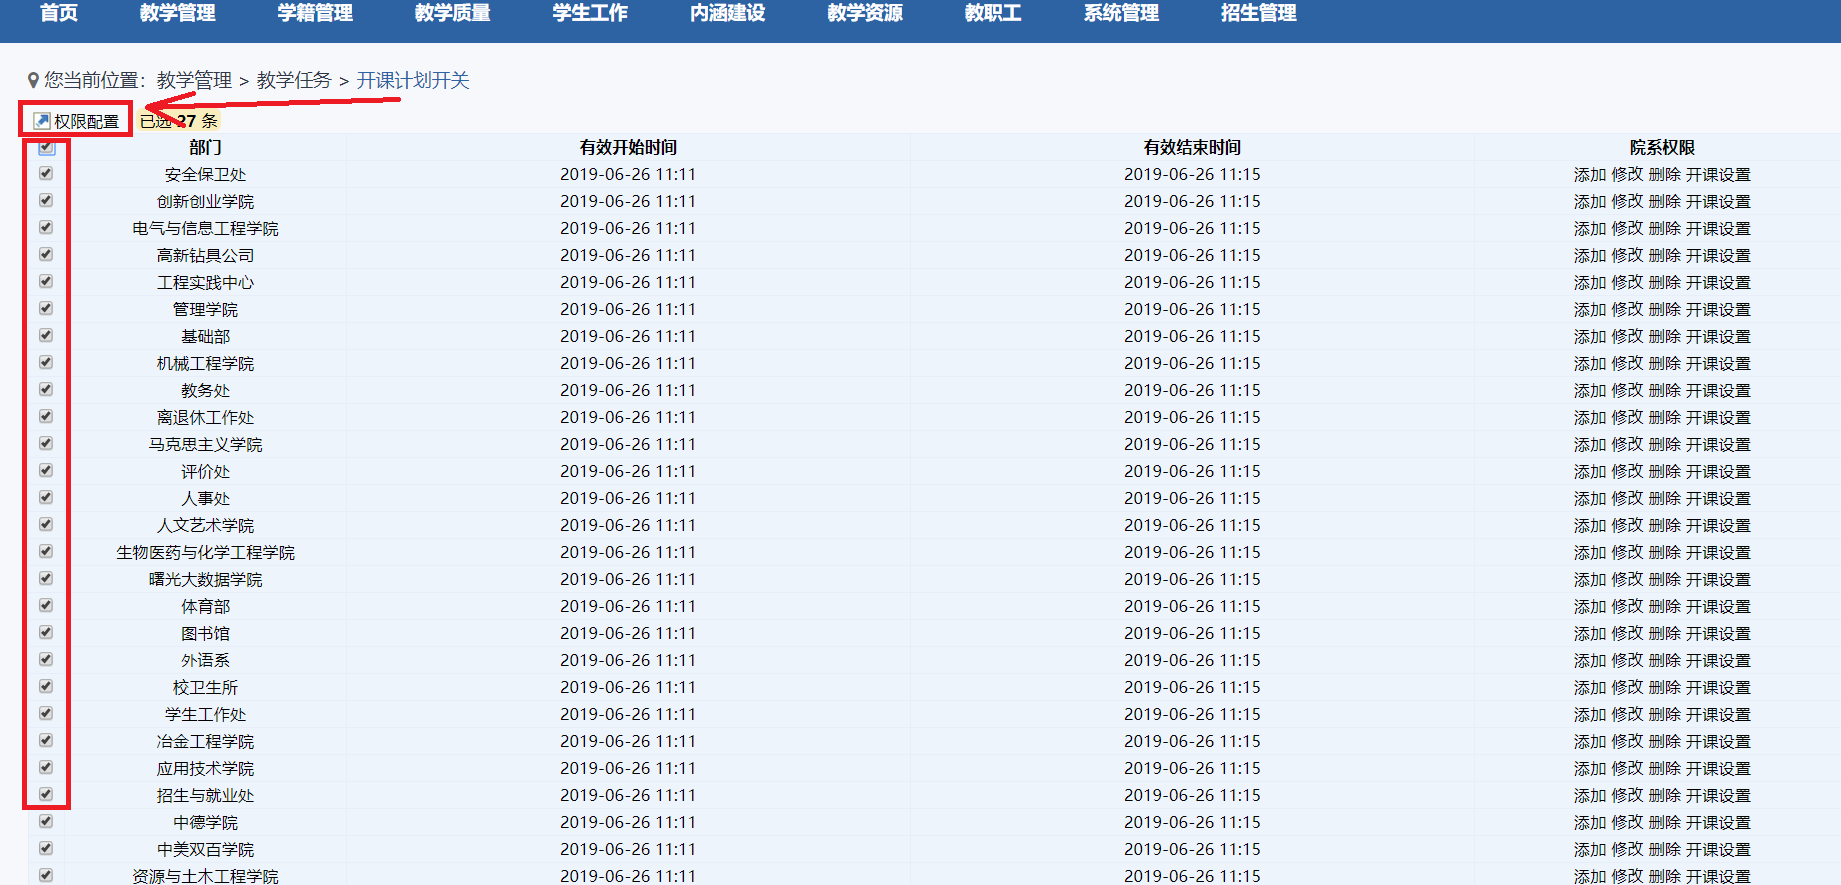 首页 教学管理 学籍管理 教学质量 学生工作 内涵建设 教学资源 教职工 系统管理 招生管理
您当前位置：教学管理 > 教学任务 > 开课计划开关
权限配置 已选 27 条
部门 有效开始时间 有效结束时间 院系权限
安全保卫处 2019-06-26 11:11 2019-06-26 11:15 添加 修改 删除 开课设置
创新创业学院 2019-06-26 11:11 2019-06-26 11:15 添加 修改 删除 开课设置
电气与信息工程学院 2019-06-26 11:11 2019-06-26 11:15 添加 修改 删除 开课设置
高新钻具公司 2019-06-26 11:11 2019-06-26 11:15 添加 修改 删除 开课设置
工程实践中心 2019-06-26 11:11 2019-06-26 11:15 添加 修改 删除 开课设置
管理学院 2019-06-26 11:11 2019-06-26 11:15 添加 修改 删除 开课设置
基础部 2019-06-26 11:11 2019-06-26 11:15 添加 修改 删除 开课设置
机械工程学院 2019-06-26 11:11 2019-06-26 11:15 添加 修改 删除 开课设置
教务处 2019-06-26 11:11 2019-06-26 11:15 添加 修改 删除 开课设置
离退休工作处 2019-06-26 11:11 2019-06-26 11:15 添加 修改 删除 开课设置
马克思主义学院 2019-06-26 11:11 2019-06-26 11:15 添加 修改 删除 开课设置
评价处 2019-06-26 11:11 2019-06-26 11:15 添加 修改 删除 开课设置
人事处 2019-06-26 11:11 2019-06-26 11:15 添加 修改 删除 开课设置
人文艺术学院 2019-06-26 11:11 2019-06-26 11:15 添加 修改 删除 开课设置
生物医药与化学工程学院 2019-06-26 11:11 2019-06-26 11:15 添加 修改 删除 开课设置
曙光大数据学院 2019-06-26 11:11 2019-06-26 11:15 添加 修改 删除 开课设置
体育部 2019-06-26 11:11 2019-06-26 11:15 添加 修改 删除 开课设置
图书馆 2019-06-26 11:11 2019-06-26 11:15 添加 修改 删除 开课设置
外语系 2019-06-26 11:11 2019-06-26 11:15 添加 修改 删除 开课设置
校卫生所 2019-06-26 11:11 2019-06-26 11:15 添加 修改 删除 开课设置
学生工作处 2019-06-26 11:11 2019-06-26 11:15 添加 修改 删除 开课设置
冶金工程学院 2019-06-26 11:11 2019-06-26 11:15 添加 修改 删除 开课设置
应用技术学院 2019-06-26 11:11 2019-06-26 11:15 添加 修改 删除 开课设置
招生与就业处 2019-06-26 11:11 2019-06-26 11:15 添加 修改 删除 开课设置
中德学院 2019-06-26 11:11 2019-06-26 11:15 添加 修改 删除 开课设置
中美双百学院 2019-06-26 11:11 2019-06-26 11:15 添加 修改 删除 开课设置
资源与土木工程学院 2019-06-26 11:11 2019-06-26 11:15 添加 修改 删除 开课设置